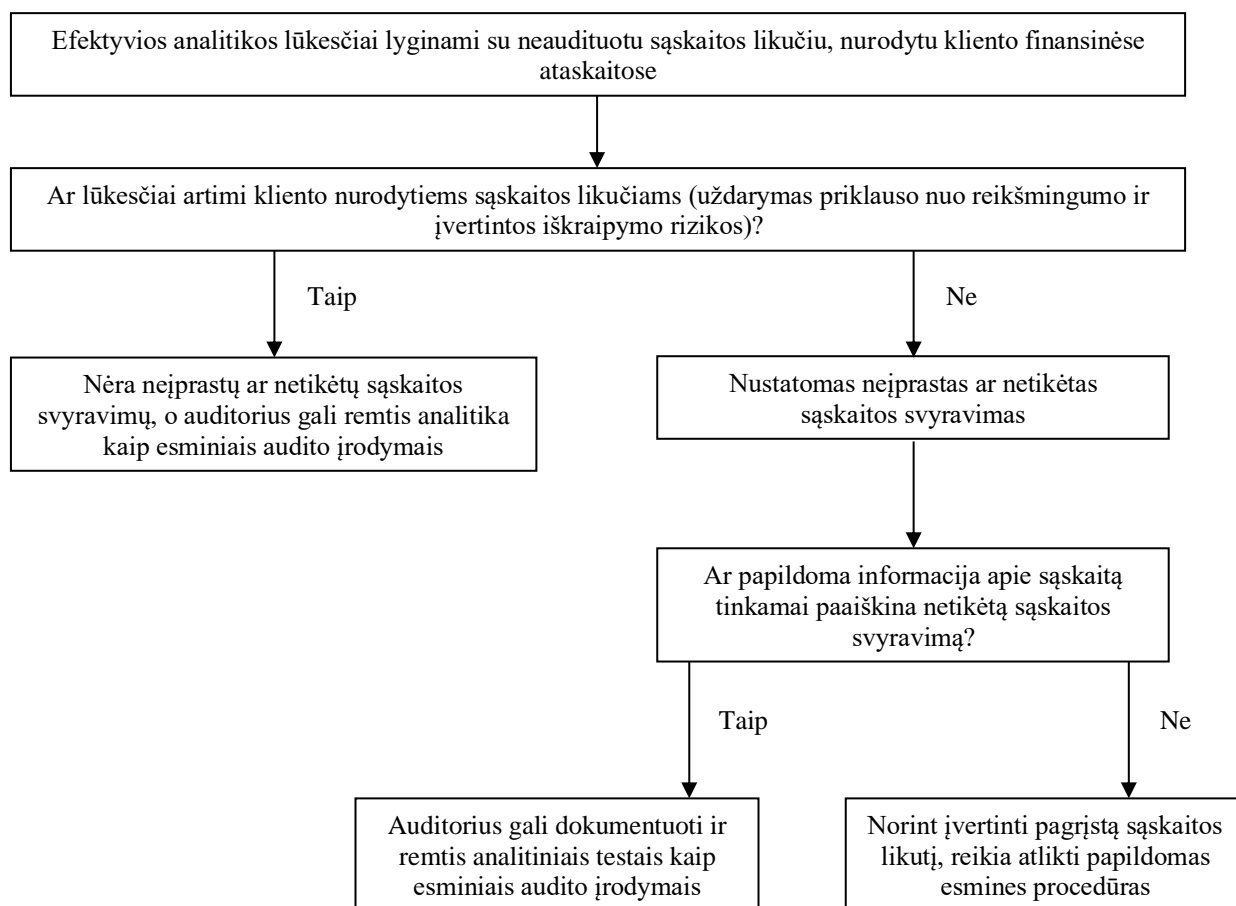 Efektyvios analitikos lūkesčiai lyginami su neaudituotu sąskaitos likučiu, nurodytu kliento finansinėse
ataskaitose
Ar lūkesčiai artimi kliento nurodytiems sąskaitos likučiams (uždarymas priklauso nuo reikšmingumo ir
įvertintos iškraipymo rizikos)?
Taip
Ne
Nėra neįprastų ar netikėtų sąskaitos
svyravimų, o auditorius gali remtis analitika
kaip esminiais audito įrodymais
Nustatomas neįprastas ar netikėtas
sąskaitos svyravimas
Ar papildoma informacija apie sąskaitą
tinkamai paaiškina netikėtą sąskaitos
svyravimą?
Taip
Ne
Auditorius gali dokumentuoti ir
remtis analitiniais testais kaip
esminiais audito įrodymais
Norint įvertinti pagrįstą sąskaitos
likutį, reikia atlikti papildomas
esmines procedūras